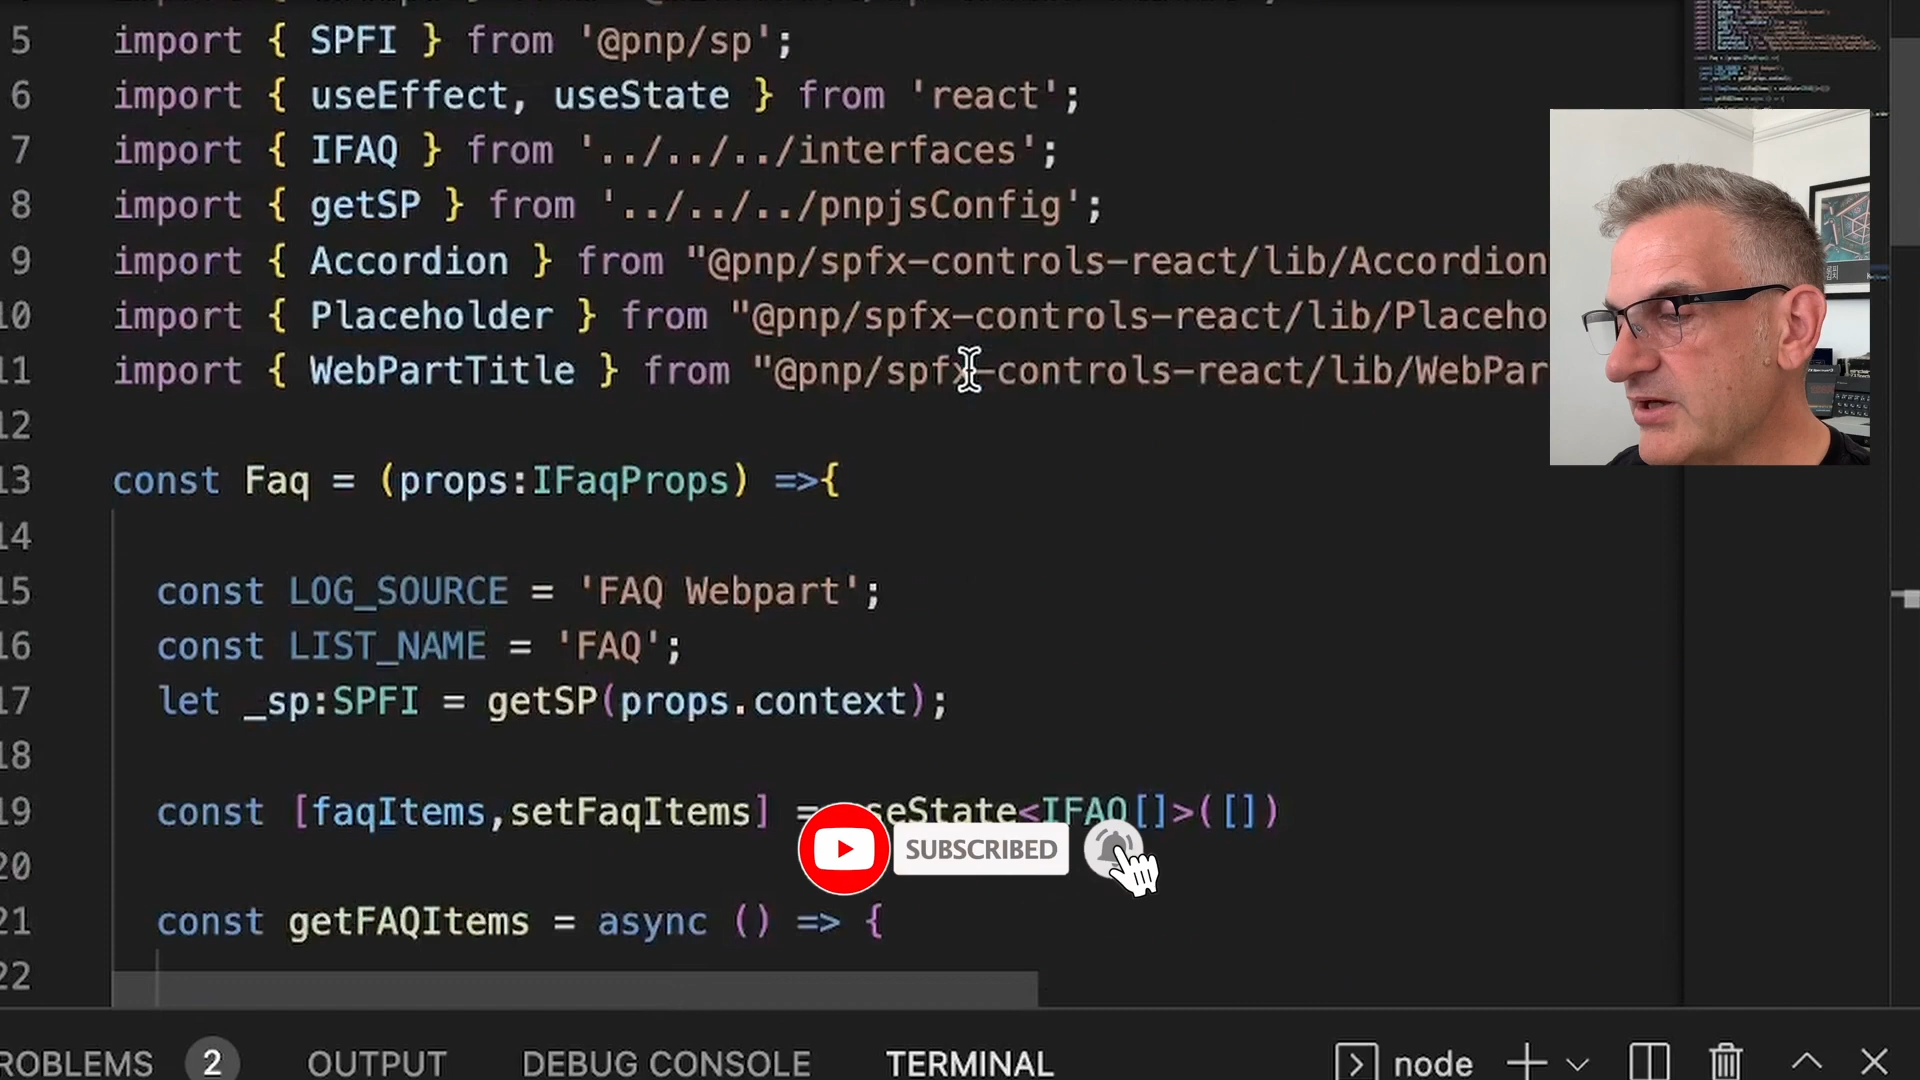 5 import { SPFI } from '@pnp/sp';
6 import { useEffect, useState } from 'react';
7 import { IFAQ } from '../../../interfaces';
8 import { getSP } from '../../../pnpjsConfig';
9 import { Accordion } from "@pnp/spfx-controls-react/lib/Accordion
10 import { Placeholder } from "@pnp/spfx-controls-react/lib/Placeho
11 import { WebPartTitle } from "@pnp/spfx-controls-react/lib/WebPar
12
13 const Faq = (props:IFaqProps) =>{
14
15 const LOG_SOURCE = 'FAQ Webpart';
16 const LIST_NAME = 'FAQ';
17 let _sp:SPFI = getSP(props.context);
18
19 const [faqItems,setFaqItems] = seState<IFAQ[]>([])
SUBSCRIBED
20
21 const getFAQItems = async () => {
22
ROBLEMS 2 OUTPUT DEBUG CONSOLE TERMINAL node